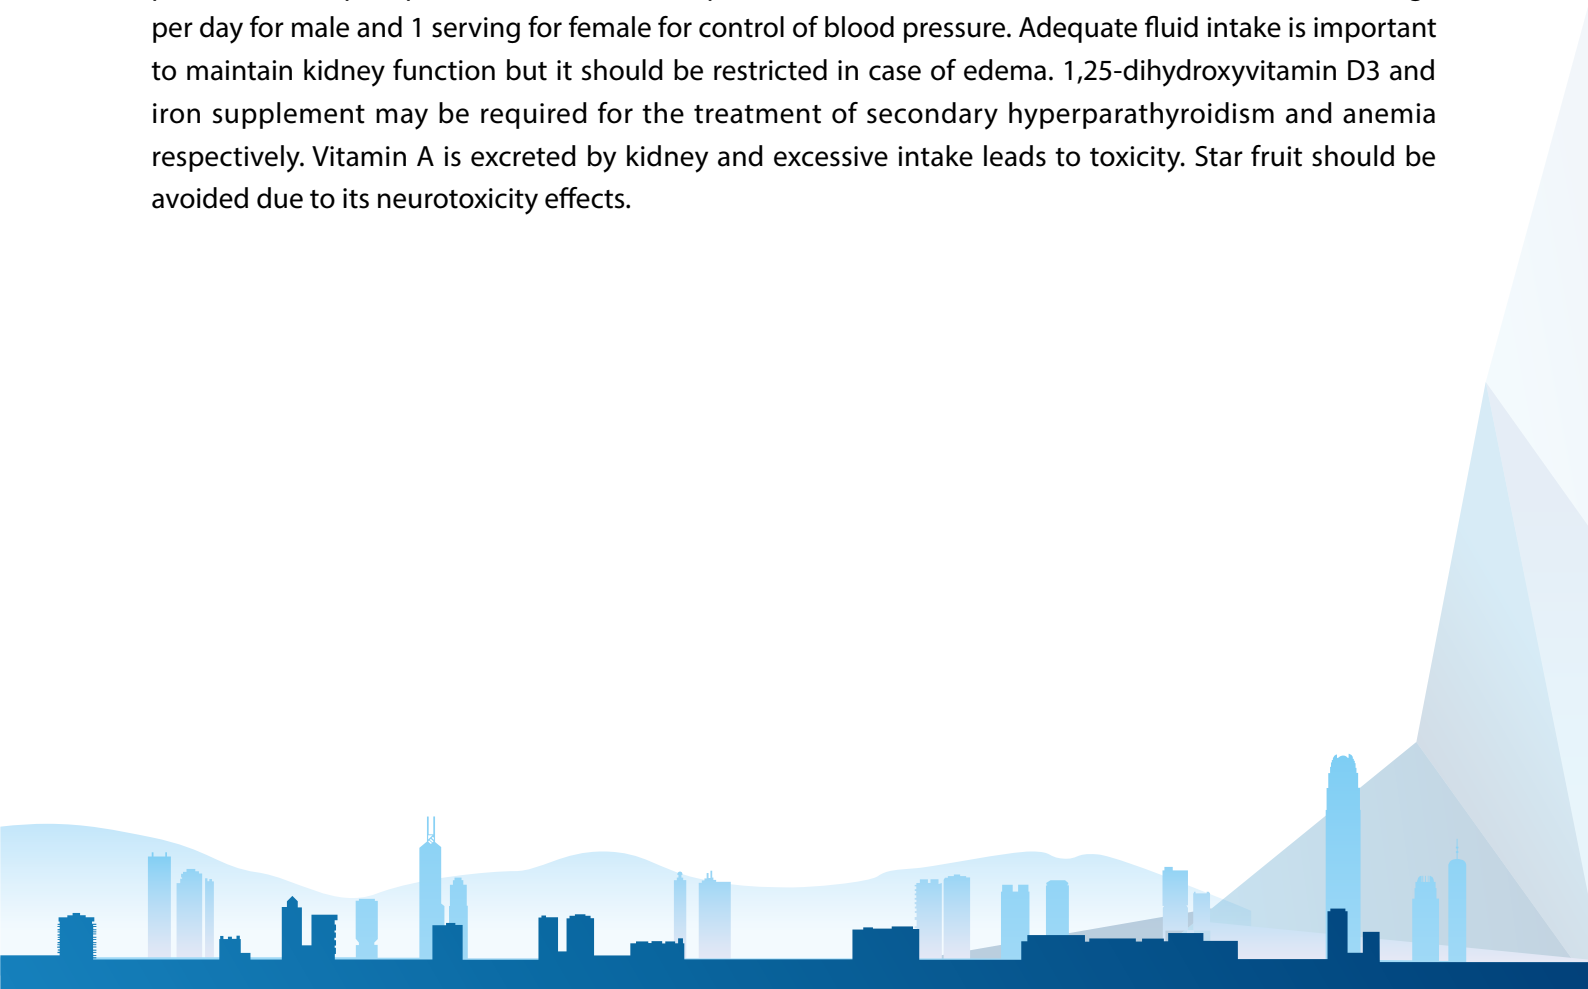 per day for male and 1 serving for female for control of blood pressure. Adequate fluid intake is important
to maintain kidney function but it should be restricted in case of edema. 1,25-dihydroxyvitamin D3 and
iron supplement may be required for the treatment of secondary hyperparathyroidism and anemia
respectively. Vitamin A is excreted by kidney and excessive intake leads to toxicity. Star fruit should be
avoided due to its neurotoxicity effects.